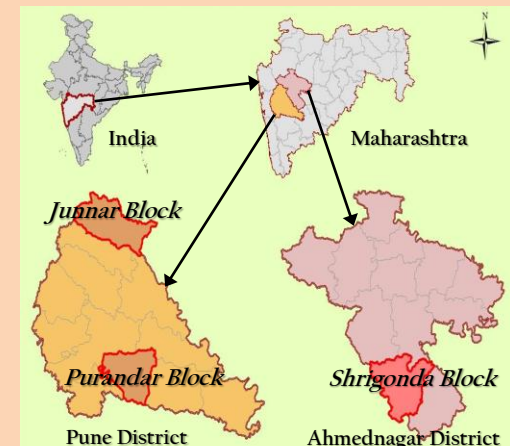 N
India
Maharashtra
Junnar Block
Purandar Block
Shrigonda Block
Pune District
Ahmednagar District